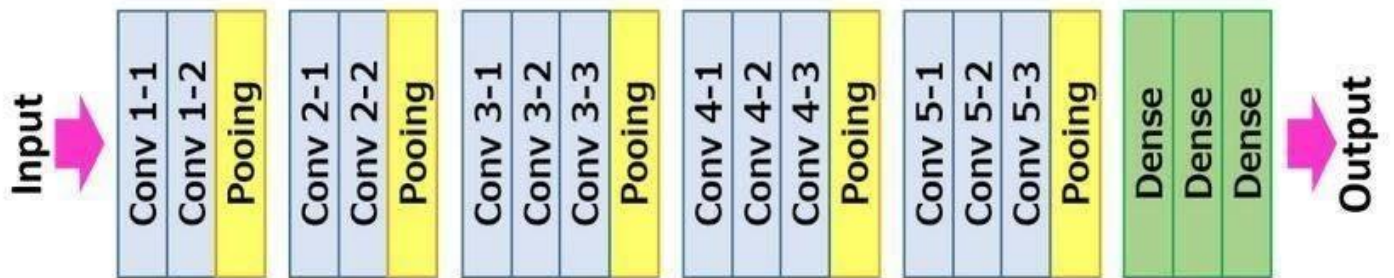 Input
Conv 1-1
Conv 1-2
Pooing
Conv 2-1
Conv 2-2
Pooing
Conv 3-1
Conv 3-2
Conv 3-3
Pooing
Conv 4-1
Conv 4-2
Conv 4-3
Pooing
Conv 5-1
Conv 5-2
Conv 5-3
Pooing
Dense
Dense
Dense
Output